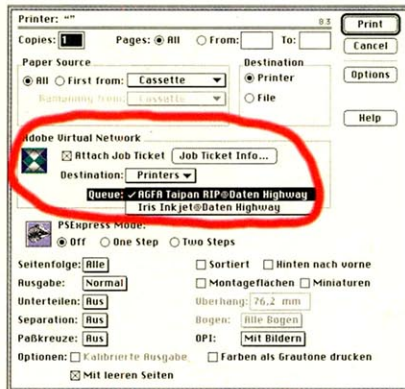 Printer: “”
8.3
Print
Copies: 1 Pages: All From: To:
Cancel
Paper Source
Destination
All First from: Cassette
Printer
Options
Remaining from: Cassette
File
Help
Adobe Virtual Network
Attach Job Ticket Job Ticket Info...
Destination: Printers
Queue: ✓AGFA Taipan RIP@Daten Highway
Iris Inkjet@Daten Highway
PSExpress Mode:
Off One Step Two Steps
Seitenfolge: Alle Sortiert Hinten nach vorne
Ausgabe: Normal Montageflächen Miniaturen
Unterteilen: Aus Überhang: 76,2 mm
Separation: Aus Bogen: Alle Bogen
Paßkreuze: Aus OPI: Mit Bildern
Optionen: Kalibrierte Ausgabe Farben als Grautöne drucken
Mit leeren Seiten